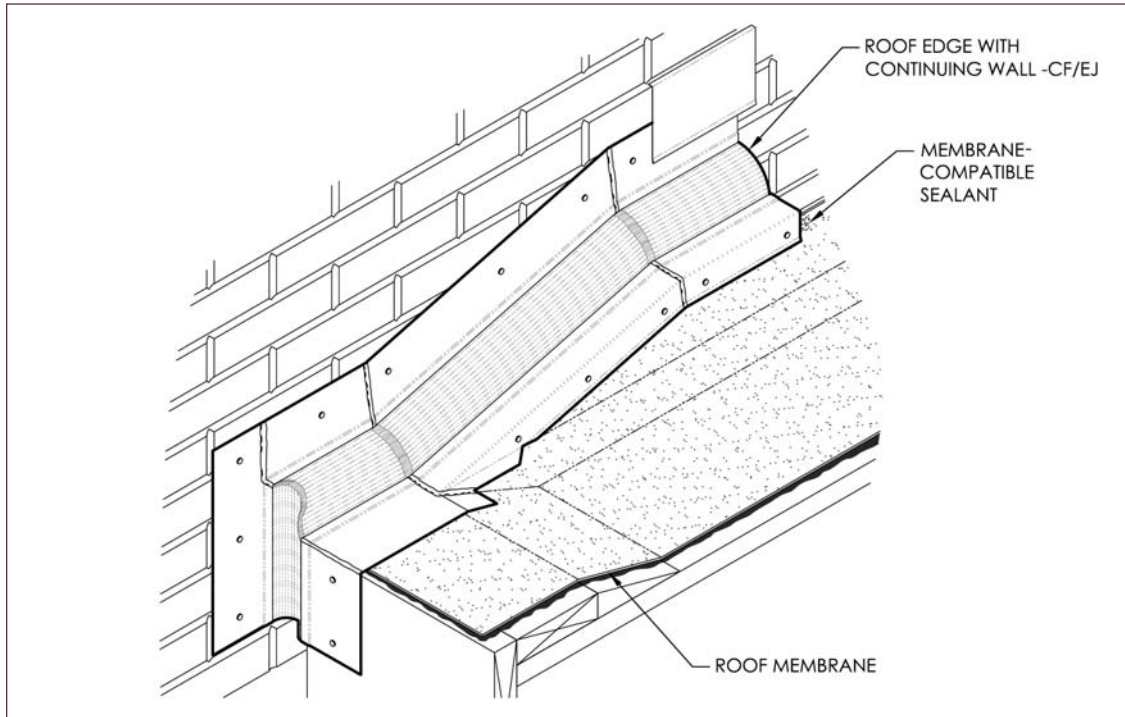 ROOF EDGE WITH
CONTINUING WALL -CF/EJ
MEMBRANE-
COMPATIBLE
SEALANT
ROOF MEMBRANE